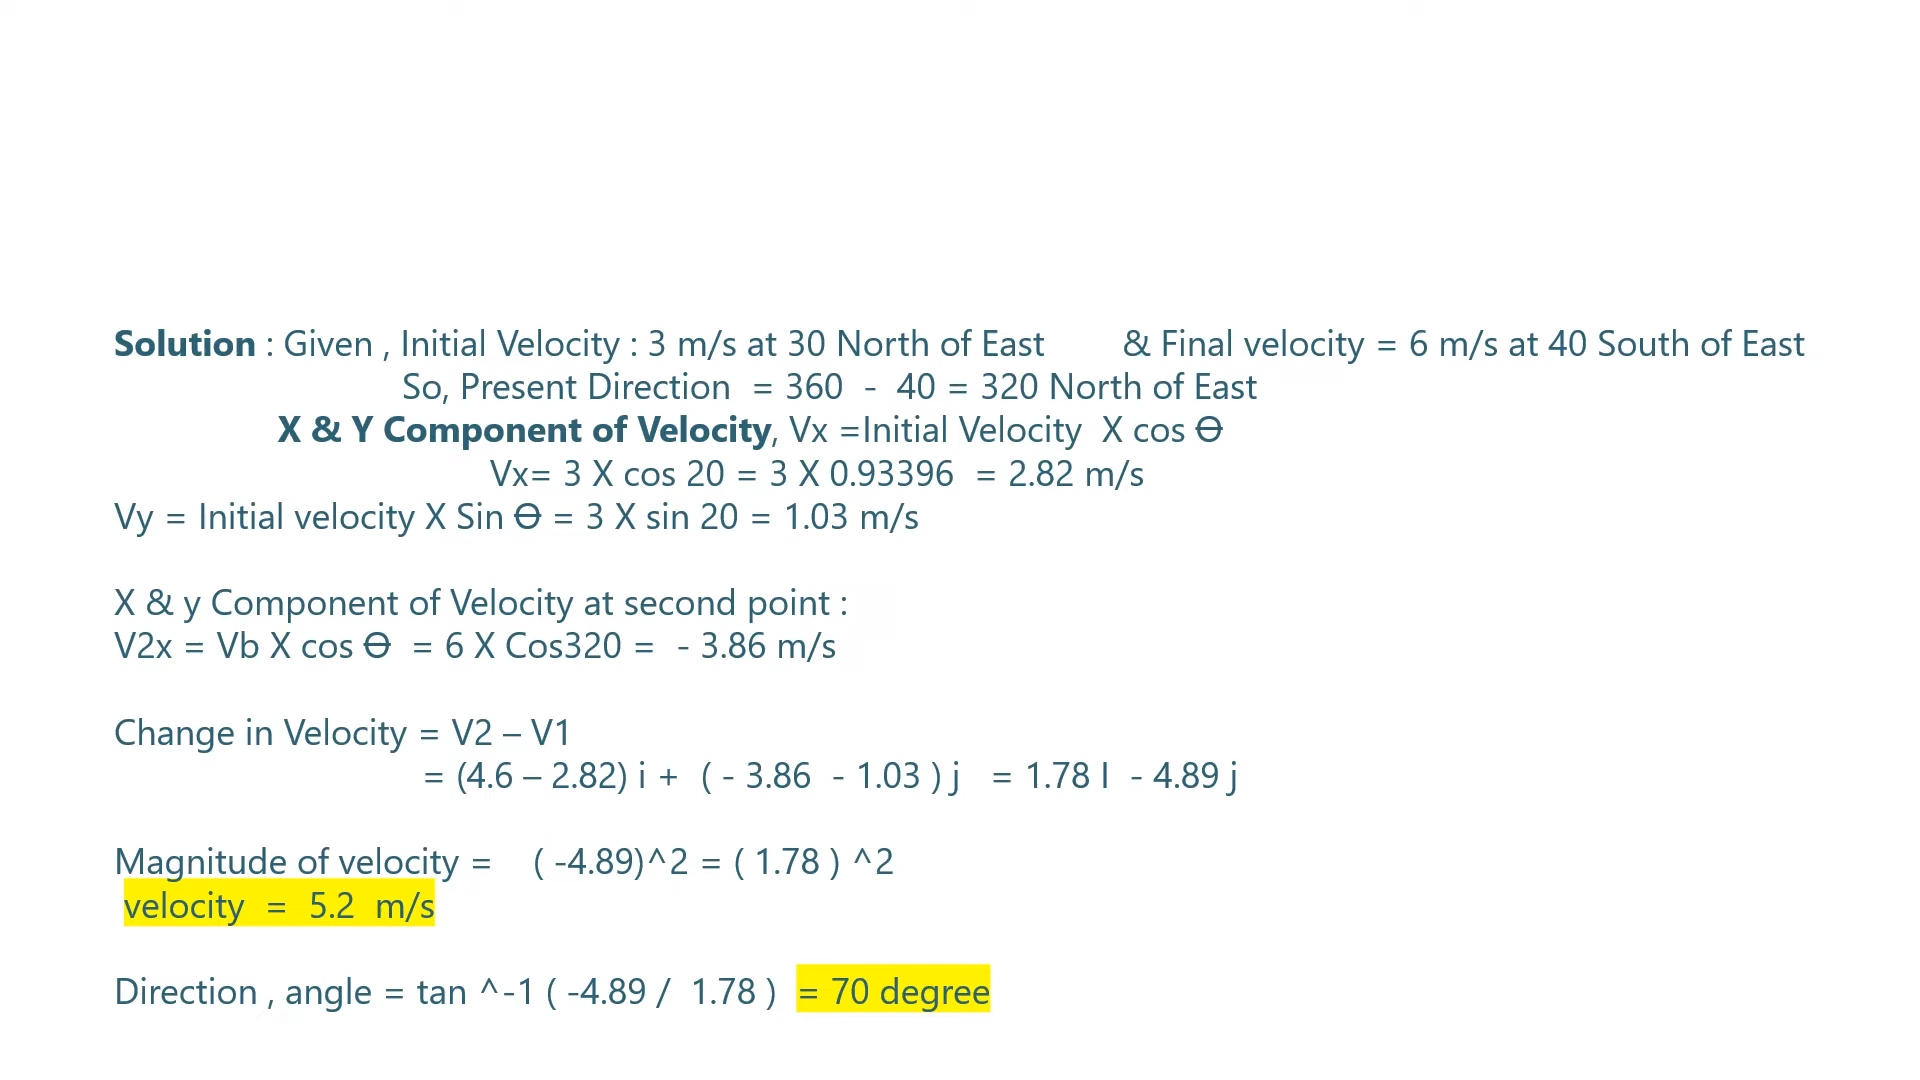 Solution : Given , Initial Velocity : 3 m/s at 30 North of East & Final velocity = 6 m/s at 40 South of East
So, Present Direction = 360 - 40 = 320 North of East
X & Y Component of Velocity, Vx =Initial Velocity X cos Ɵ
Vx= 3 X cos 20 = 3 X 0.93396 = 2.82 m/s
Vy = Initial velocity X Sin Ɵ = 3 X sin 20 = 1.03 m/s
X & y Component of Velocity at second point :
V2x = Vb X cos Ɵ = 6 X Cos320 = - 3.86 m/s
Change in Velocity = V2 – V1
= (4.6 – 2.82) i + ( - 3.86 - 1.03 ) j = 1.78 I - 4.89 j
Magnitude of velocity = ( -4.89)^2 = ( 1.78 ) ^2
velocity = 5.2 m/s
Direction , angle = tan ^-1 ( -4.89 / 1.78 ) = 70 degree